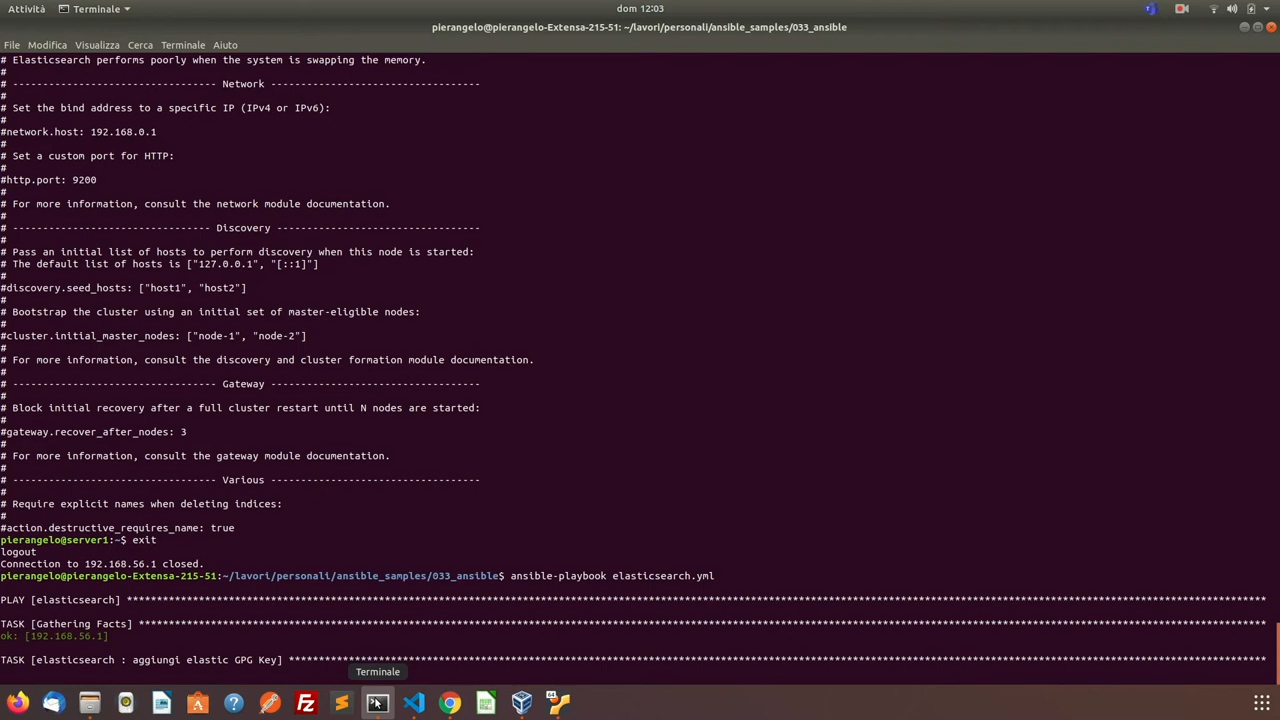 Attività
Terminale
dom 12:03
pierangelo@pierangelo-Extensa-215-51: ~/lavori/personali/ansible_samples/033_ansible
File Modifica Visualizza Cerca Terminale Aiuto
# Elasticsearch performs poorly when the system is swapping the memory.
#
# ---------------------------------- Network -----------------------------------
#
# Set the bind address to a specific IP (IPv4 or IPv6):
#
#network.host: 192.168.0.1
#
# Set a custom port for HTTP:
#
#http.port: 9200
#
# For more information, consult the network module documentation.
#
# --------------------------------- Discovery ----------------------------------
#
# Pass an initial list of hosts to perform discovery when this node is started:
# The default list of hosts is ["127.0.0.1", "[::1]"]
#
#discovery.seed_hosts: ["host1", "host2"]
#
# Bootstrap the cluster using an initial set of master-eligible nodes:
#
#cluster.initial_master_nodes: ["node-1", "node-2"]
#
# For more information, consult the discovery and cluster formation module documentation.
#
# ---------------------------------- Gateway -----------------------------------
#
# Block initial recovery after a full cluster restart until N nodes are started:
#
#gateway.recover_after_nodes: 3
#
# For more information, consult the gateway module documentation.
#
# ---------------------------------- Various -----------------------------------
#
# Require explicit names when deleting indices:
#
#action.destructive_requires_name: true
pierangelo@server1:~$ exit
logout
Connection to 192.168.56.1 closed.
pierangelo@pierangelo-Extensa-215-51:~/lavori/personali/ansible_samples/033_ansible$ ansible-playbook elasticsearch.yml
PLAY [elasticsearch] ***********************************************************
TASK [Gathering Facts] *********************************************************
ok: [192.168.56.1]
TASK [elasticsearch : aggiungi elastic GPG Key] ********************************
Terminale